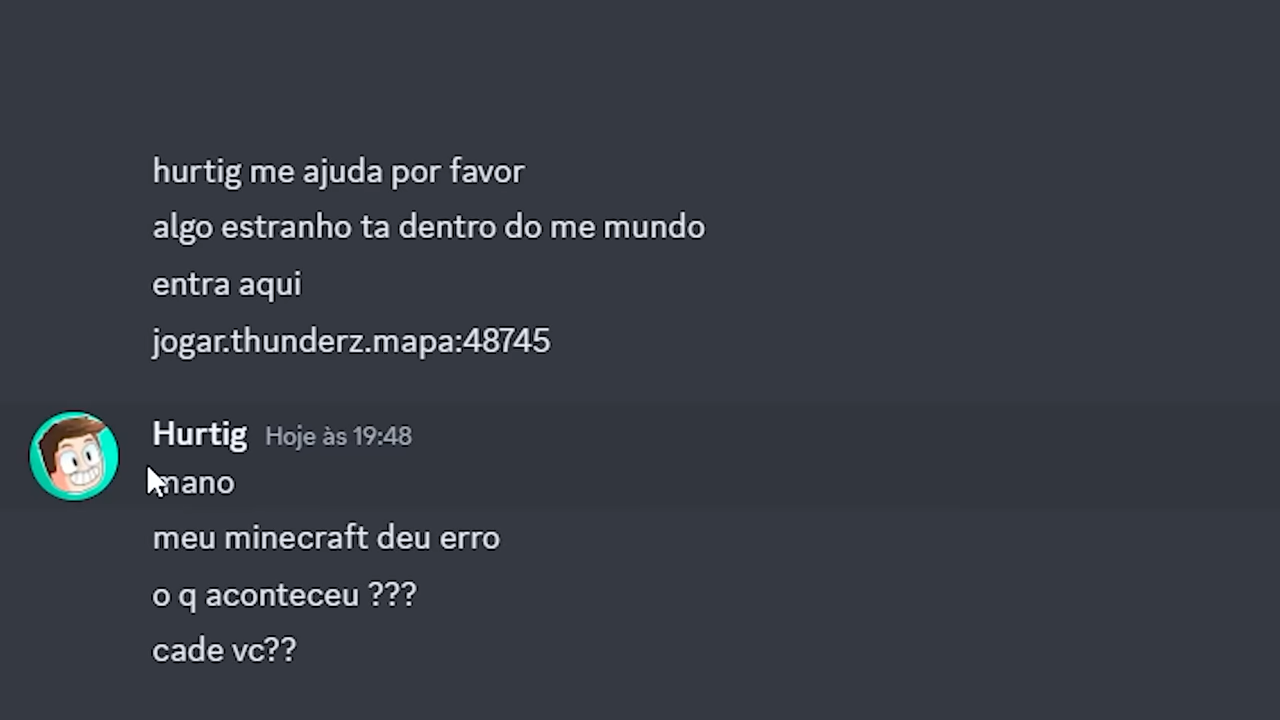 hurtig me ajuda por favor
algo estranho ta dentro do me mundo
entra aqui
jogar.thunderz.mapa:48745
Hurtig Hoje às 19:48
mano
meu minecraft deu erro
o q aconteceu ???
cade vc??